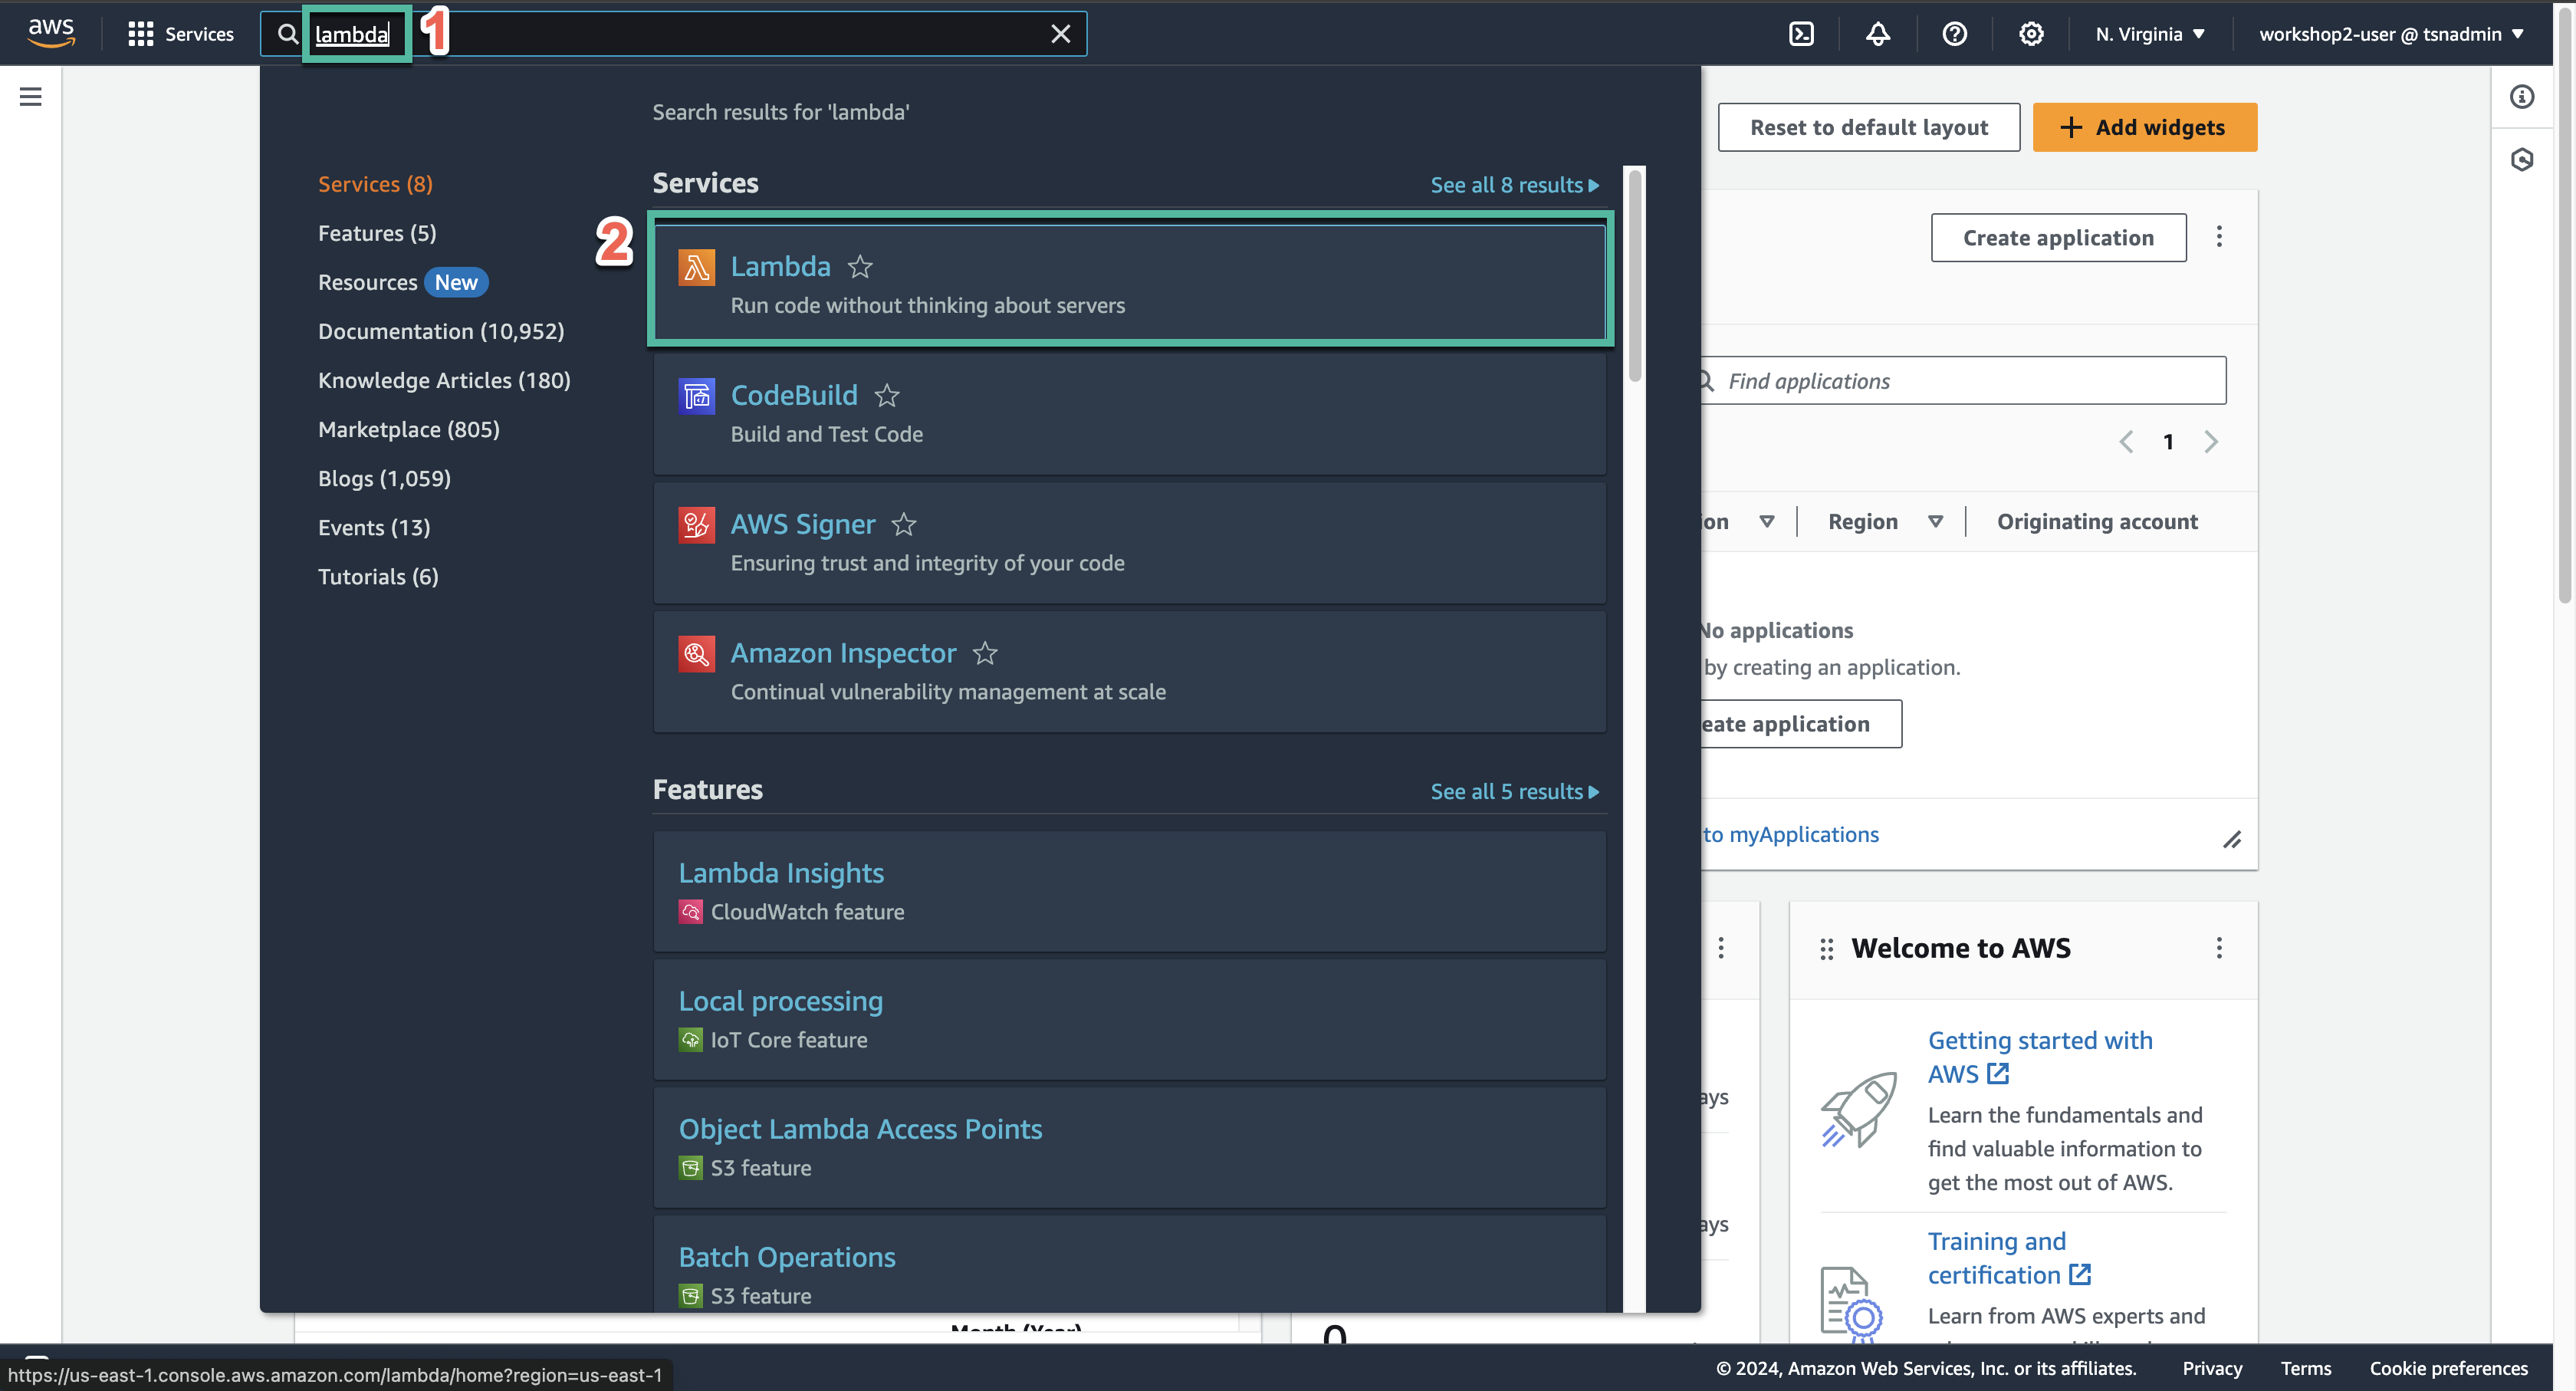 aws
Services
lambda
1
N. Virginia
workshop2-user @ tsnadmin
Search results for 'lambda'
Services (8)
Features (5)
Resources New
Documentation (10,952)
Knowledge Articles (180)
Marketplace (805)
Blogs (1,059)
Events (13)
Tutorials (6)
Services
See all 8 results
2
Lambda
Run code without thinking about servers
CodeBuild
Build and Test Code
AWS Signer
Ensuring trust and integrity of your code
Amazon Inspector
Continual vulnerability management at scale
Features
See all 5 results
Lambda Insights
CloudWatch feature
Local processing
IoT Core feature
Object Lambda Access Points
S3 feature
Batch Operations
S3 feature
Reset to default layout
Add widgets
Create application
Find applications
1
ion
Region
Originating account
No applications
by creating an application.
eate application
to myApplications
ays
ays
Welcome to AWS
Getting started with
AWS
Learn the fundamentals and
find valuable information to
get the most out of AWS.
Training and
certification
Learn from AWS experts and
Month (Year)
0
https://us-east-1.console.aws.amazon.com/lambda/home?region=us-east-1
© 2024, Amazon Web Services, Inc. or its affiliates.
Privacy
Terms
Cookie preferences